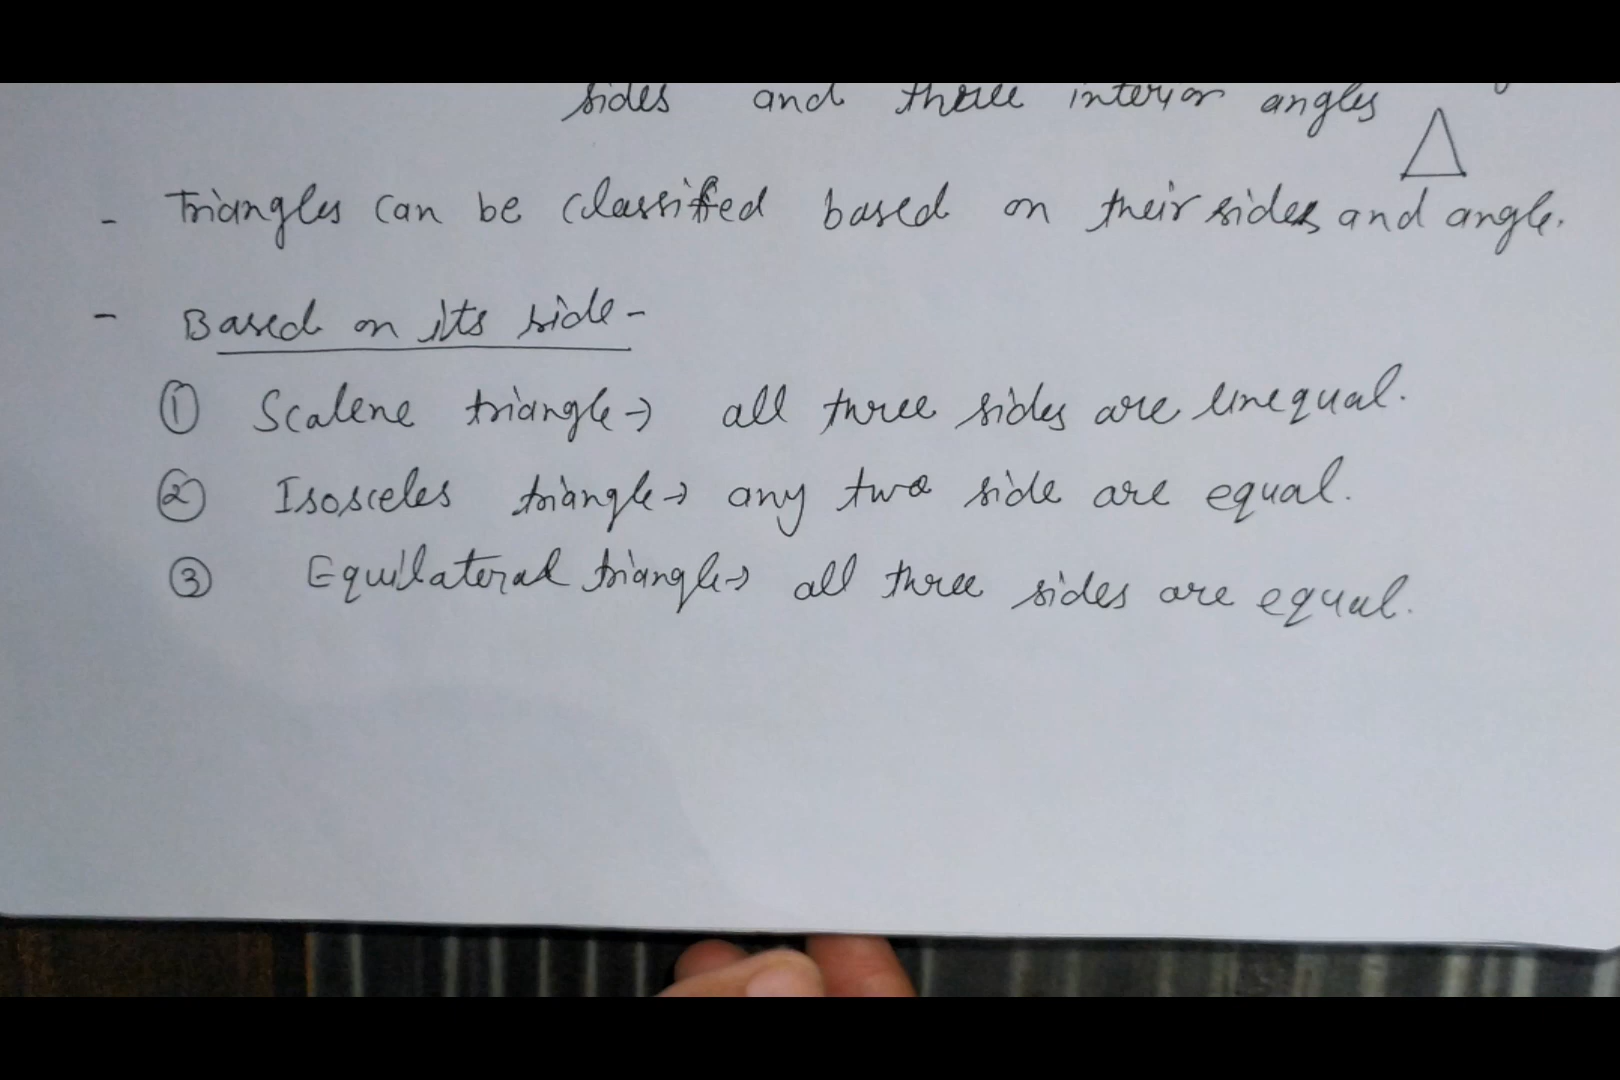 sides and three interior angles
- Triangles can be classified based on their sides and angle.
- Based on its side -
① Scalene triangle → all three sides are unequal.
② Isosceles triangle → any two side are equal.
③ Equilateral triangle → all three sides are equal.